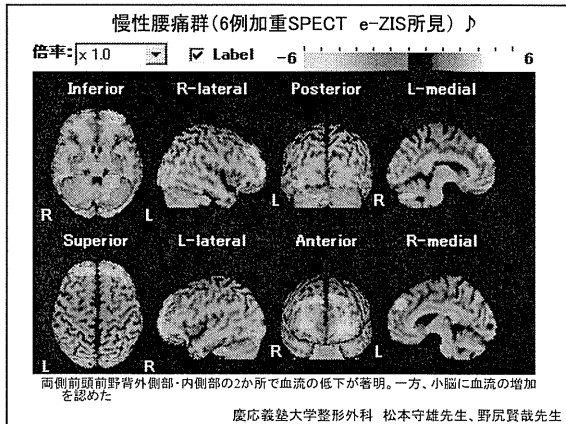 慢性腰痛群(6例加重SPECT e-ZIS所見) ♪
倍率: x 1.0 Label -6 6
Inferior R-lateral Posterior L-medial
R L L R
Superior L-lateral Anterior R-medial
L R R L
両側前頭前野背外側部・内側部の2か所で血流の低下が著明。一方、小脳に血流の増加
を認めた
慶応義塾大学整形外科 松本守雄先生、野尻賢哉先生